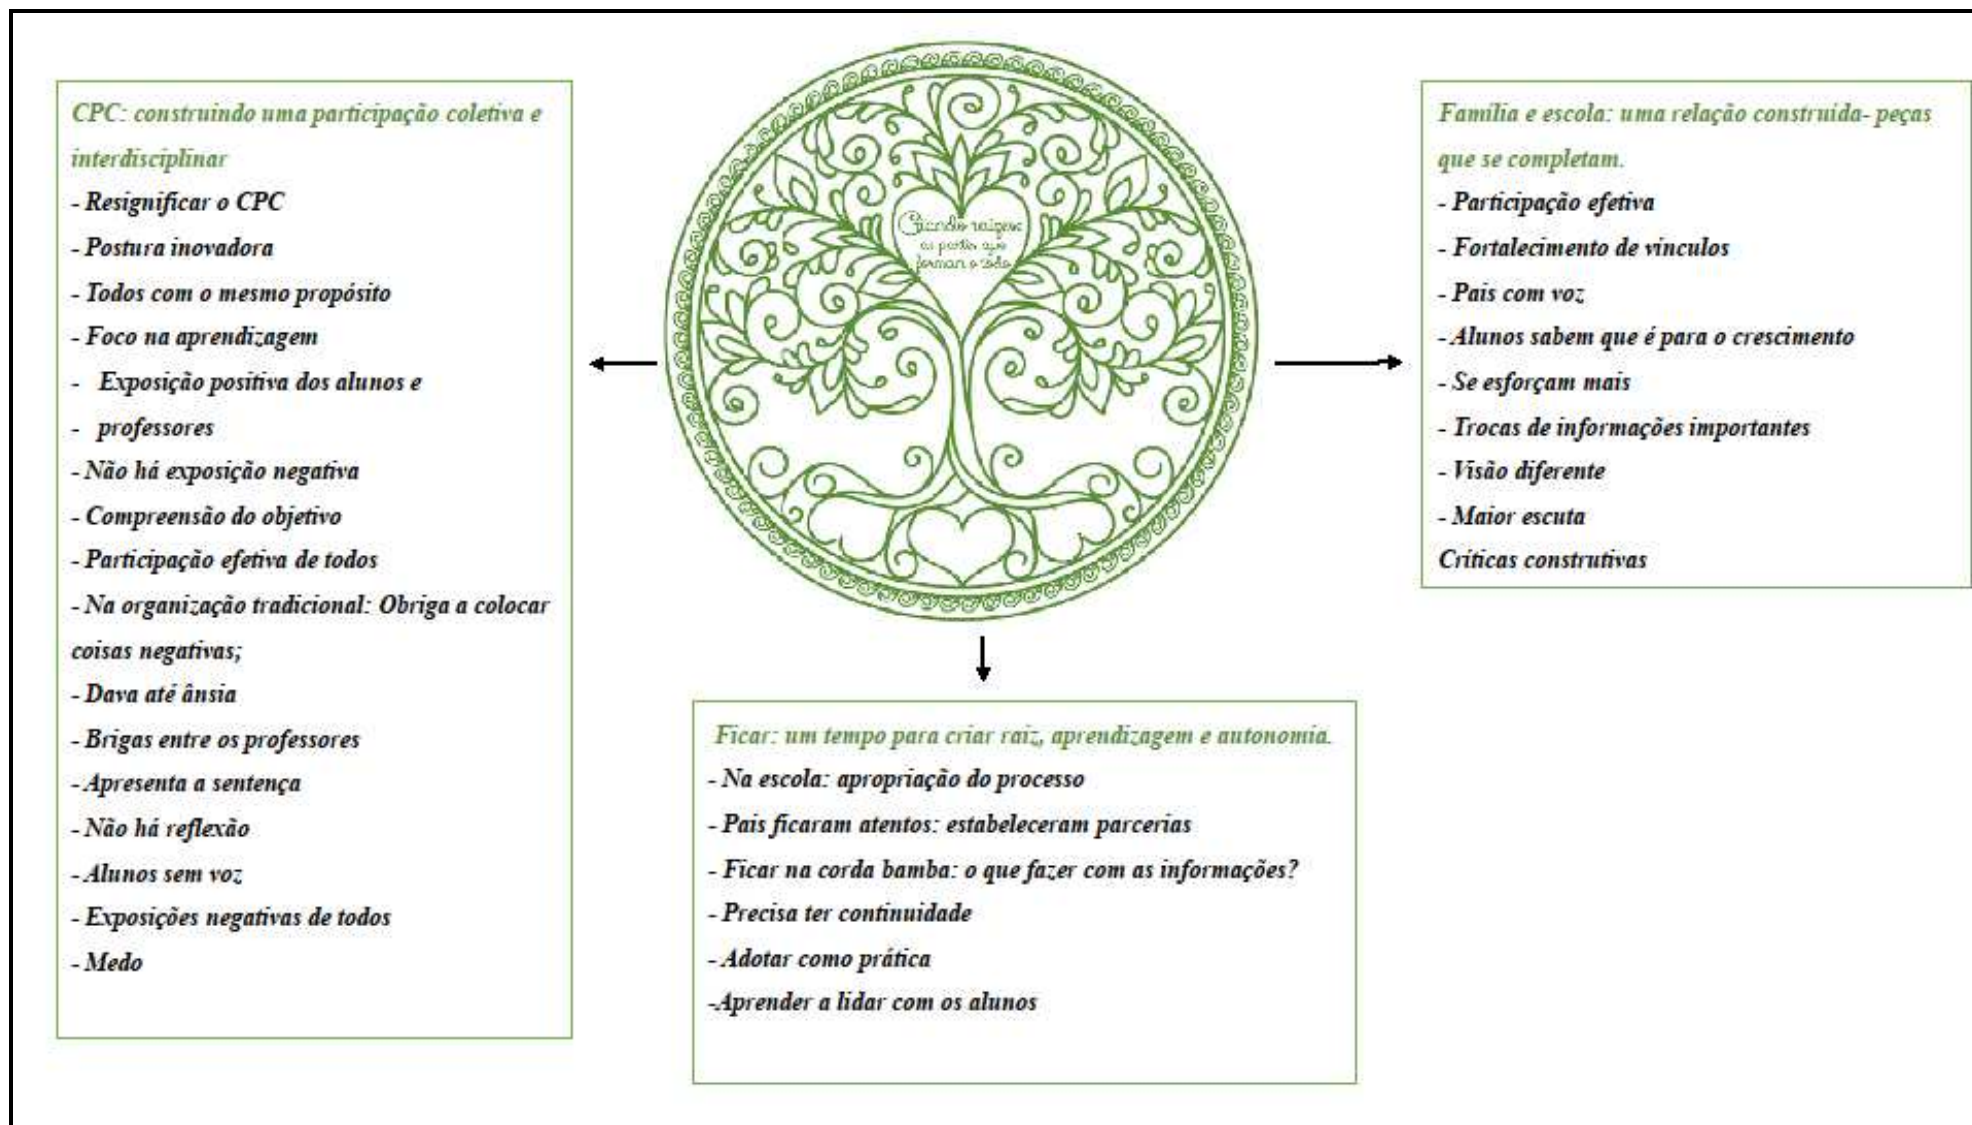 CPC: construindo uma participação coletiva e
interdisciplinar
- Resignificar o CPC
- Postura inovadora
- Todos com o mesmo propósito
- Foco na aprendizagem
- Exposição positiva dos alunos e
- professores
- Não há exposição negativa
- Compreensão do objetivo
- Participação efetiva de todos
- Na organização tradicional: Obriga a colocar
coisas negativas;
- Dava até ânsia
- Brigas entre os professores
- Apresenta a sentença
- Não há reflexão
- Alunos sem voz
- Exposições negativas de todos
- Medo
Criando raízes:
as partes que
formam o todo
Família e escola: uma relação construída- peças
que se completam.
- Participação efetiva
- Fortalecimento de vínculos
- Pais com voz
- Alunos sabem que é para o crescimento
- Se esforçam mais
- Trocas de informações importantes
- Visão diferente
- Maior escuta
Críticas construtivas
Ficar: um tempo para criar raiz, aprendizagem e autonomia.
- Na escola: apropriação do processo
- Pais ficaram atentos: estabeleceram parcerias
- Ficar na corda bamba: o que fazer com as informações?
- Precisa ter continuidade
- Adotar como prática
-Aprender a lidar com os alunos